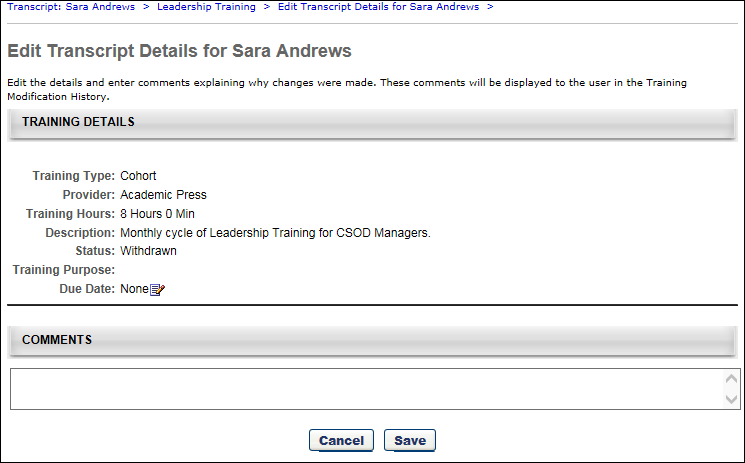 Transcript: Sara Andrews > Leadership Training > Edit Transcript Details for Sara Andrews >
Edit Transcript Details for Sara Andrews
Edit the details and enter comments explaining why changes were made. These comments will be displayed to the user in the Training
Modification History.
TRAINING DETAILS
Training Type: Cohort
Provider: Academic Press
Training Hours: 8 Hours 0 Min
Description: Monthly cycle of Leadership Training for CSOD Managers.
Status: Withdrawn
Training Purpose:
Due Date: None
COMMENTS
Cancel Save